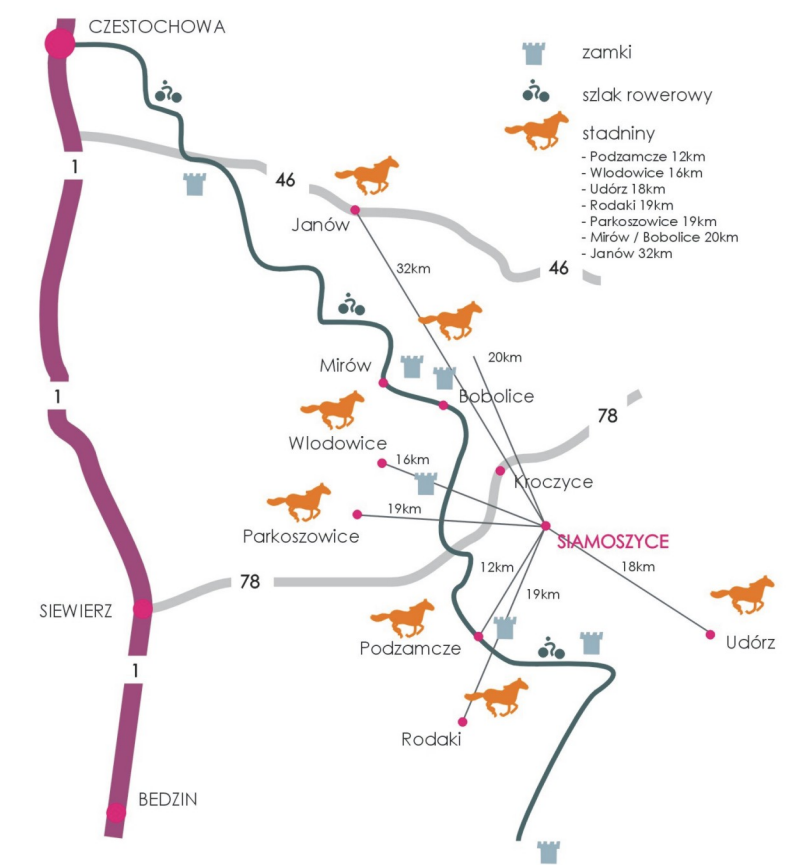 CZESTOCHOWA
zamki
szlak rowerowy
stadniny
- Podzamcze 12km
- Wlodowice 16km
- Udórz 18km
- Rodaki 19km
- Parkoszowice 19km
- Mirów / Bobolice 20km
- Janów 32km
1
46
Janów
46
32km
20km
Mirów
Bobolice
1
78
Wlodowice
16km
Kroczyce
19km
Parkoszowice
SIAMOSZYCE
12km
18km
78
19km
SIEWIERZ
Podzamcze
Udórz
1
Rodaki
BEDZIN